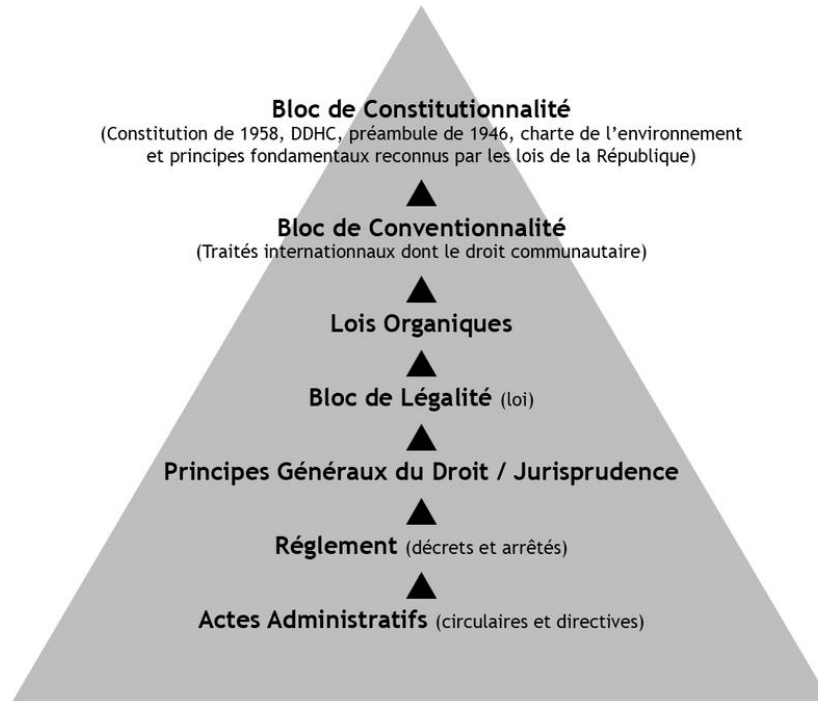 Bloc de Constitutionnalité
(Constitution de 1958, DDHC, préambule de 1946, charte de l'environnement
et principes fondamentaux reconnus par les lois de la République)
Bloc de Conventionnalité
(Traités internationnaux dont le droit communautaire)
Lois Organiques
Bloc de Légalité (loi)
Principes Généraux du Droit / Jurisprudence
Réglement (décrets et arrêtés)
Actes Administratifs (circulaires et directives)